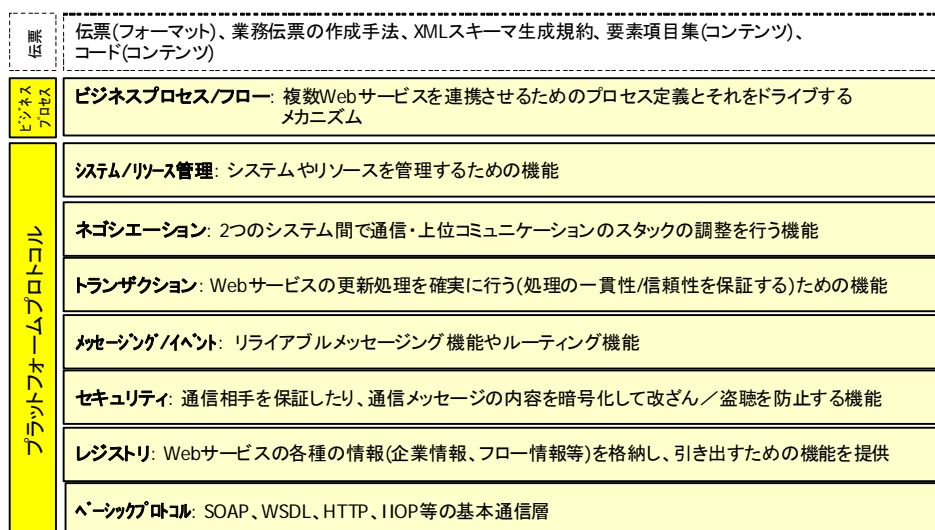 伝票
伝票(フォーマット)、業務伝票の作成手法、XMLスキーマ生成規約、要素項目集(コンテンツ)、
コード(コンテンツ)
ビジネス
プロセス
ビジネスプロセス/フロー: 複数Webサービスを連携させるためのプロセス定義とそれをドライブする
メカニズム
プラットフォームプロトコル
システム/リソース管理: システムやリソースを管理するための機能
ネゴシエーション: 2つのシステム間で通信・上位コミュニケーションのスタックの調整を行う機能
トランザクション: Webサービスの更新処理を確実に行う(処理の一貫性/信頼性を保証する)ための機能
メッセージング/イベント: リライアブルメッセージング機能やルーティング機能
セキュリティ: 通信相手を保証したり、通信メッセージの内容を暗号化して改ざん／盗聴を防止する機能
レジストリ: Webサービスの各種の情報(企業情報、フロー情報等)を格納し、引き出すための機能を提供
ベーシックプロトコル: SOAP、WSDL、HTTP、IIOP等の基本通信層